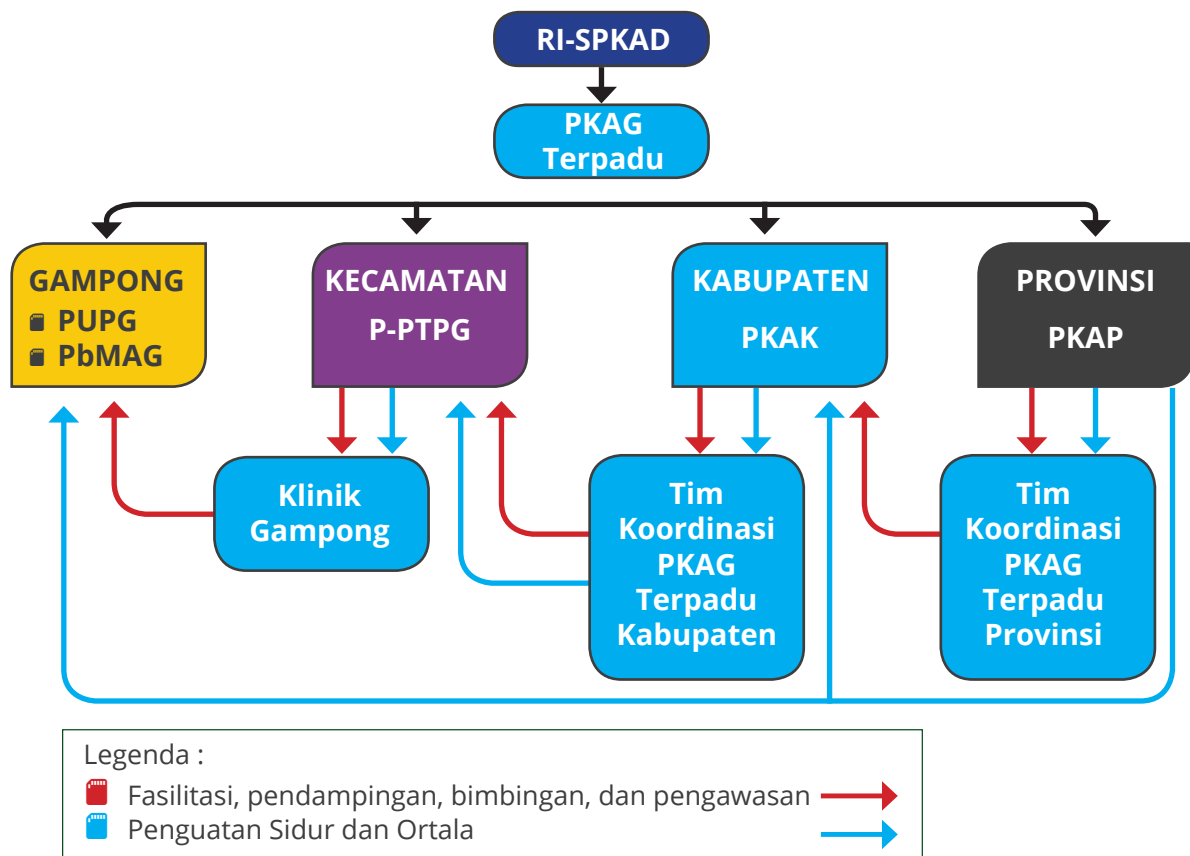 RI-SPKAD
PKAG
Terpadu
GAMPONG
PUPG
PbMAG
KECAMATAN
P-PTPG
KABUPATEN
PKAK
PROVINSI
PKAP
Klinik
Gampong
Tim
Koordinasi
PKAG
Terpadu
Kabupaten
Tim
Koordinasi
PKAG
Terpadu
Provinsi
Legenda :
Fasilitasi, pendampingan, bimbingan, dan pengawasan
Penguatan Sidur dan Ortala